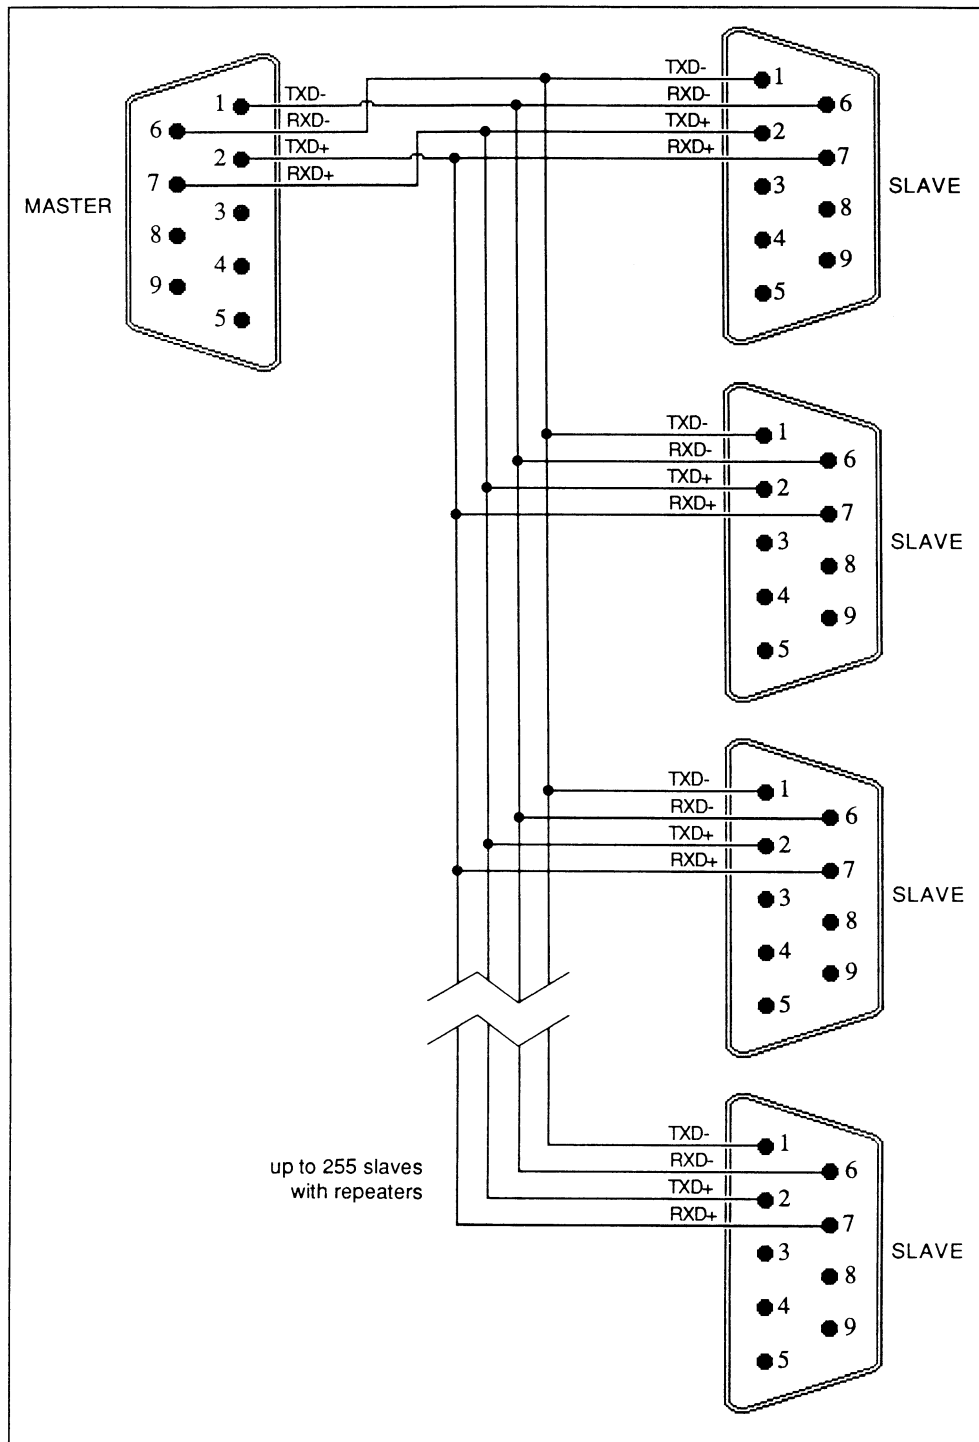 MASTER
1 TXD-
6 RXD-
2 TXD+
7 RXD+
3
8
4
9
5
TXD- 1
RXD- 6
TXD+ 2
RXD+ 7
3
8
4
9
5
SLAVE
TXD- 1
RXD- 6
TXD+ 2
RXD+ 7
3
8
4
9
5
SLAVE
TXD- 1
RXD- 6
TXD+ 2
RXD+ 7
3
8
4
9
5
SLAVE
up to 255 slaves
with repeaters
TXD- 1
RXD- 6
TXD+ 2
RXD+ 7
3
8
4
9
5
SLAVE